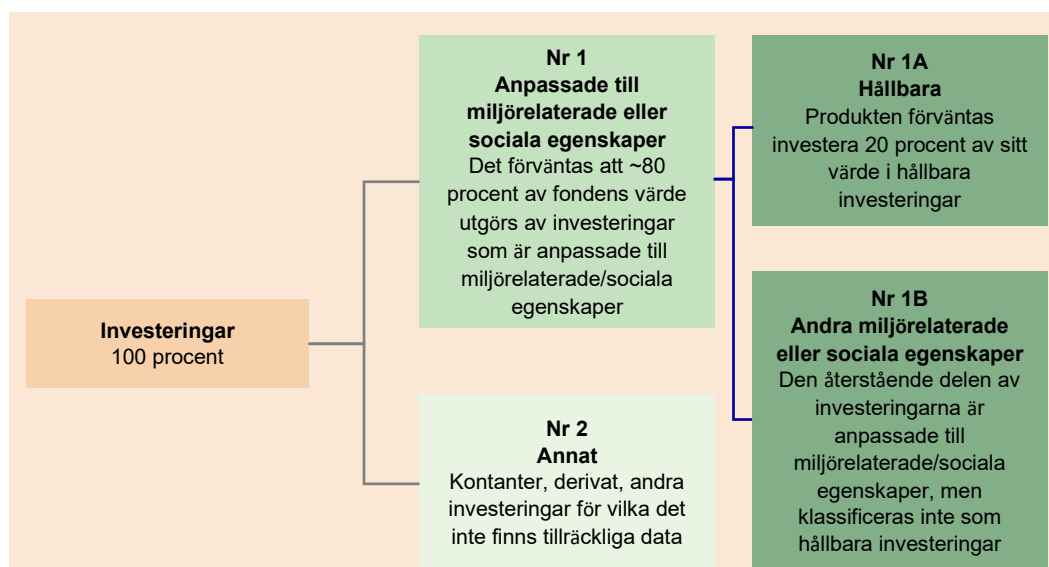 Investeringar
100 procent
Nr 1
Anpassade till
miljörelaterade eller
sociala egenskaper
Det förväntas att ~80
procent av fondens värde
utgörs av investeringar
som är anpassade till
miljörelaterade/sociala
egenskaper
Nr 2
Annat
Kontanter, derivat, andra
investeringar för vilka det
inte finns tillräckliga data
Nr 1A
Hållbara
Produkten förväntas
investera 20 procent av sitt
värde i hållbara
investeringar
Nr 1B
Andra miljörelaterade
eller sociala egenskaper
Den återstående delen av
investeringarna är
anpassade till
miljörelaterade/sociala
egenskaper, men
klassificeras inte som
hållbara investeringar